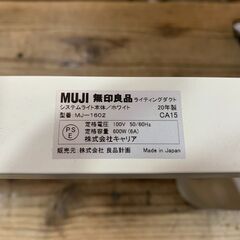 MUJI 無印良品 ライティングダクト
システムライト本体／ホワイト 20年製
型番： MJ－1602 CA15
PS
E
定格電圧： 100V 50/60Hz
定格容量： 600W(6A)
株式会社キャリア
販売元 株式会社 良品計画 Made in Japan